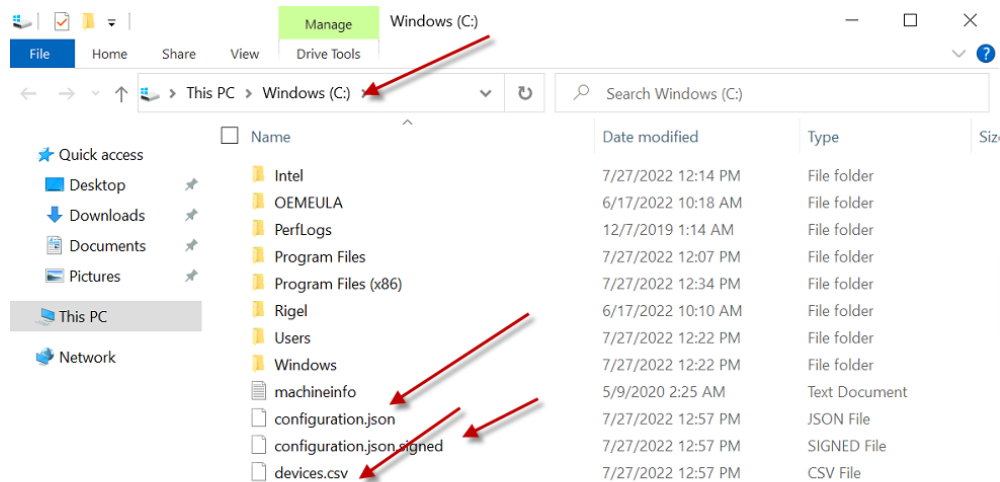 Manage Windows (C:)
File Home Share View Drive Tools ?
This PC > Windows (C:) > Search Windows (C:)
Name Date modified Type Siz
Quick access
Desktop
Downloads
Documents
Pictures
This PC
Network
Intel 7/27/2022 12:14 PM File folder
OEMEULA 6/17/2022 10:18 AM File folder
PerfLogs 12/7/2019 1:14 AM File folder
Program Files 7/27/2022 12:07 PM File folder
Program Files (x86) 7/27/2022 12:34 PM File folder
Rigel 6/17/2022 10:10 AM File folder
Users 7/27/2022 12:22 PM File folder
Windows 7/27/2022 12:22 PM File folder
machineinfo 5/9/2020 2:25 AM Text Document
configuration.json 7/27/2022 12:57 PM JSON File
configuration.json.signed 7/27/2022 12:57 PM SIGNED File
devices.csv 7/27/2022 12:57 PM CSV File